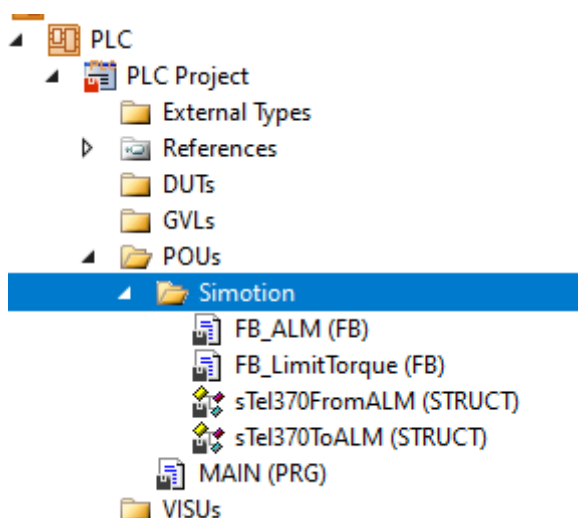 PLC
PLC Project
External Types
References
DUTs
GVLs
POUs
Simotion
FB_ALM (FB)
FB_LimitTorque (FB)
sTel370FromALM (STRUCT)
sTel370ToALM (STRUCT)
MAIN (PRG)
VISUs